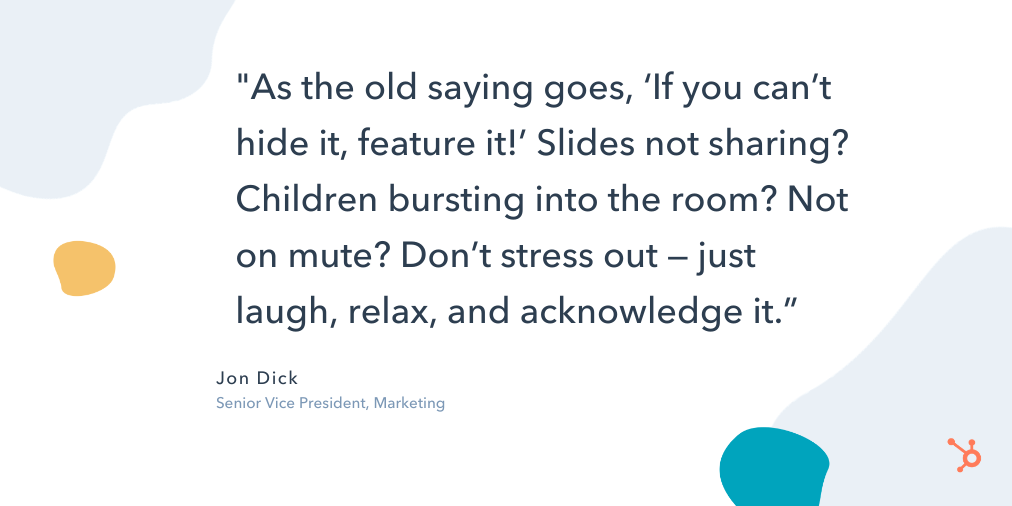 "As the old saying goes, ‘If you can’t
hide it, feature it!’ Slides not sharing?
Children bursting into the room? Not
on mute? Don’t stress out – just
laugh, relax, and acknowledge it.”
Jon Dick
Senior Vice President, Marketing